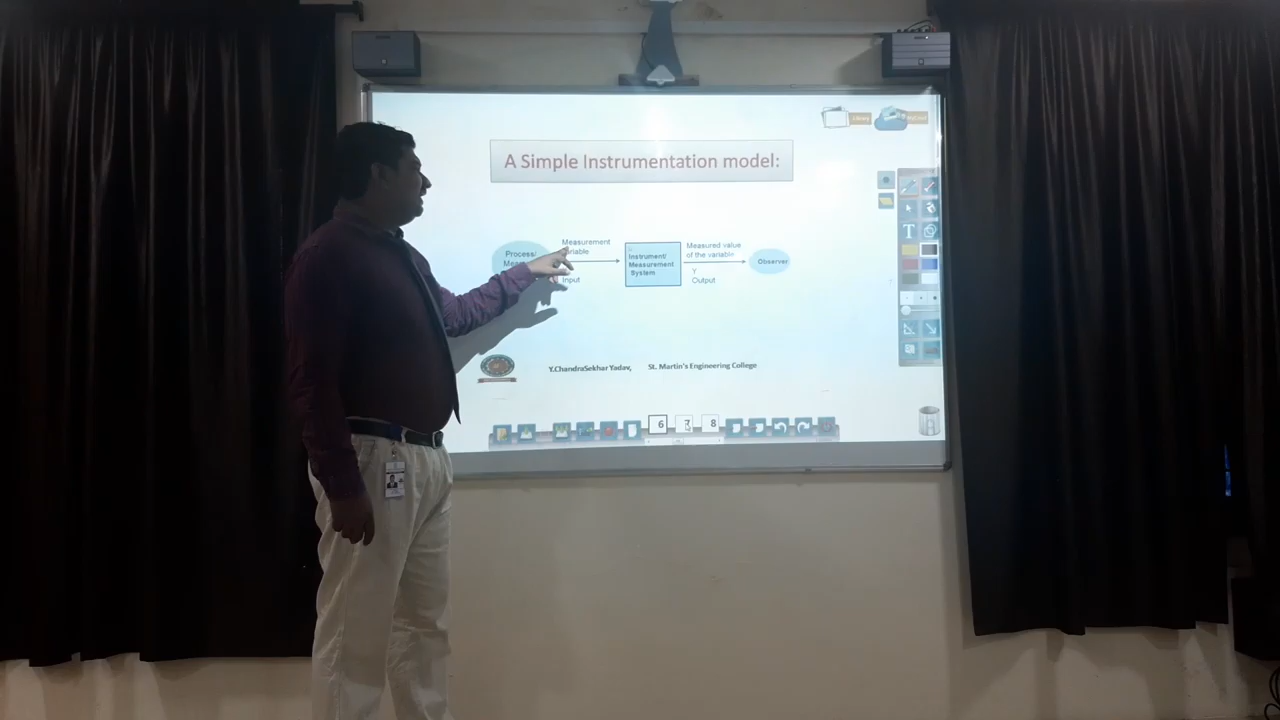 Library
A Simple Instrumentation model:
Measurement
Process/
Input
Instrument/
Measurement
System
Measured value
of the variable
Y
Output
Observer
T
Y.ChandraSekhar Yadav, St. Martin's Engineering College
6 7 8